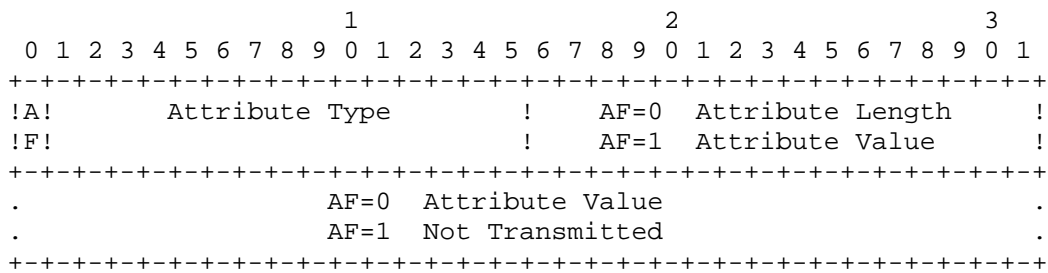 1                   2                   3
 0 1 2 3 4 5 6 7 8 9 0 1 2 3 4 5 6 7 8 9 0 1 2 3 4 5 6 7 8 9 0 1
+-+-+-+-+-+-+-+-+-+-+-+-+-+-+-+-+-+-+-+-+-+-+-+-+-+-+-+-+-+-+-+-+
!A!       Attribute Type        !    AF=0  Attribute Length     !
!F!                             !    AF=1  Attribute Value      !
+-+-+-+-+-+-+-+-+-+-+-+-+-+-+-+-+-+-+-+-+-+-+-+-+-+-+-+-+-+-+-+-+
.                   AF=0  Attribute Value                       .
.                   AF=1  Not Transmitted                       .
+-+-+-+-+-+-+-+-+-+-+-+-+-+-+-+-+-+-+-+-+-+-+-+-+-+-+-+-+-+-+-+-+